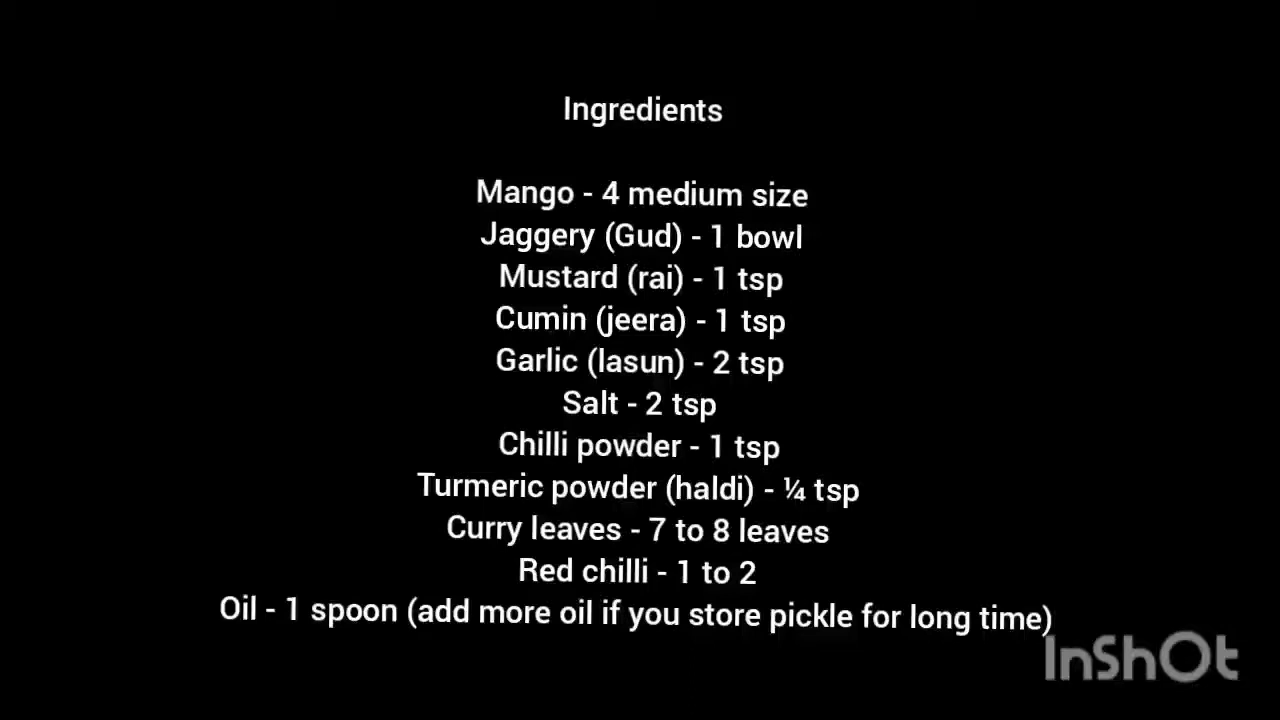 Ingredients
Mango - 4 medium size
Jaggery (Gud) - 1 bowl
Mustard (rai) - 1 tsp
Cumin (jeera) - 1 tsp
Garlic (lasun) - 2 tsp
Salt - 2 tsp
Chilli powder - 1 tsp
Turmeric powder (haldi) - ¼ tsp
Curry leaves - 7 to 8 leaves
Red chilli - 1 to 2
Oil - 1 spoon (add more oil if you store pickle for long time)
InShOt